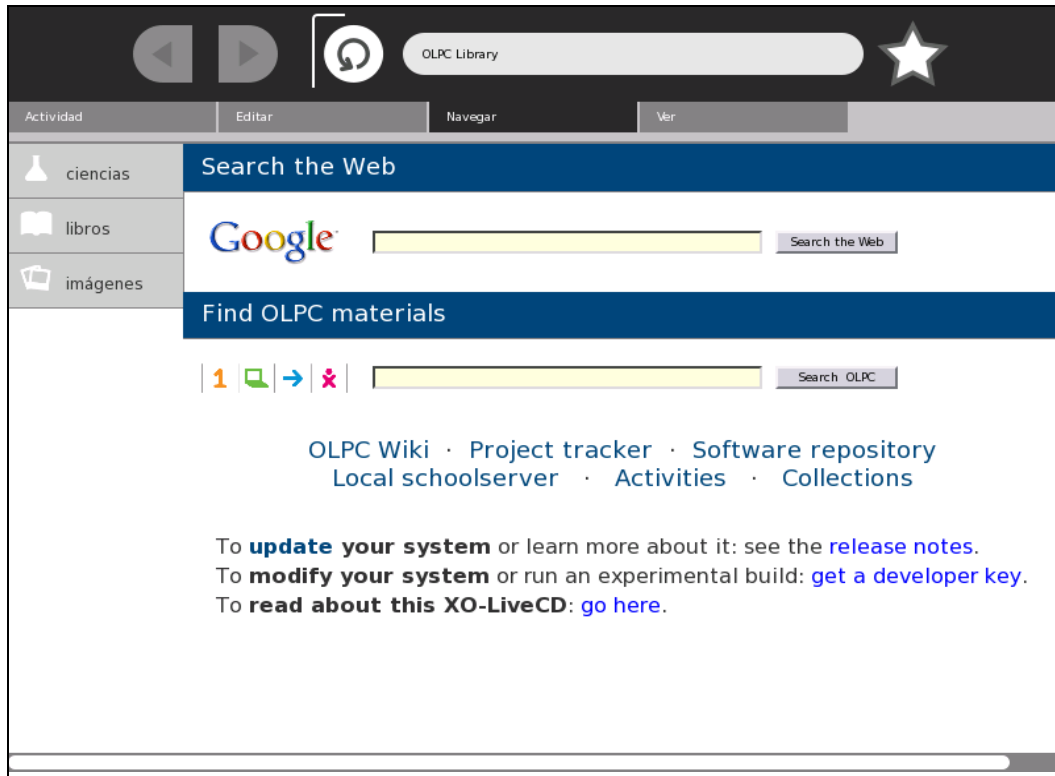 OLPC Library
Actividad Editar Navegar Ver
ciencias
libros
imágenes
Search the Web
Google Search the Web
Find OLPC materials
1 Search OLPC
OLPC Wiki · Project tracker · Software repository
Local schoolserver · Activities · Collections
To update your system or learn more about it: see the release notes.
To modify your system or run an experimental build: get a developer key.
To read about this XO-LiveCD: go here.